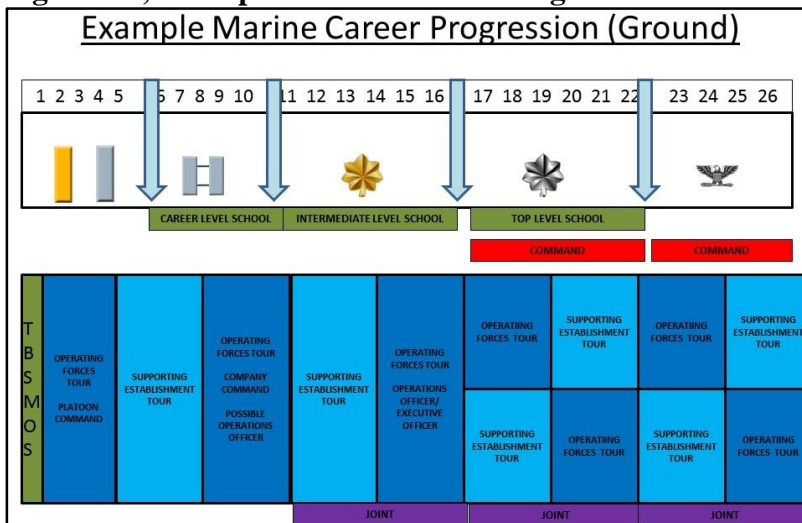 Example Marine Career Progression (Ground)
1 2 3 4 5 6 7 8 9 10 11 12 13 14 15 16 17 18 19 20 21 22 23 24 25 26
CAREER LEVEL SCHOOL
INTERMEDIATE LEVEL SCHOOL
TOP LEVEL SCHOOL
COMMAND
COMMAND
T
B
S
M
O
S
OPERATING
FORCES
TOUR
PLATOON
COMMAND
SUPPORTING
ESTABLISHMENT
TOUR
OPERATING
FORCES TOUR
COMPANY
COMMAND
POSSIBLE
OPERATIONS
OFFICER
SUPPORTING
ESTABLISHMENT
TOUR
OPERATING
FORCES TOUR
OPERATIONS
OFFICER/
EXECUTIVE
OFFICER
OPERATING
FORCES TOUR
SUPPORTING
ESTABLISHMENT
TOUR
OPERATING
FORCES TOUR
SUPPORTING
ESTABLISHMENT
TOUR
SUPPORTING
ESTABLISHMENT
TOUR
OPERATIING
FORCES TOUR
SUPPORTING
ESTABLISHMENT
TOUR
OPERATING
FORCES TOUR
JOINT
JOINT
JOINT